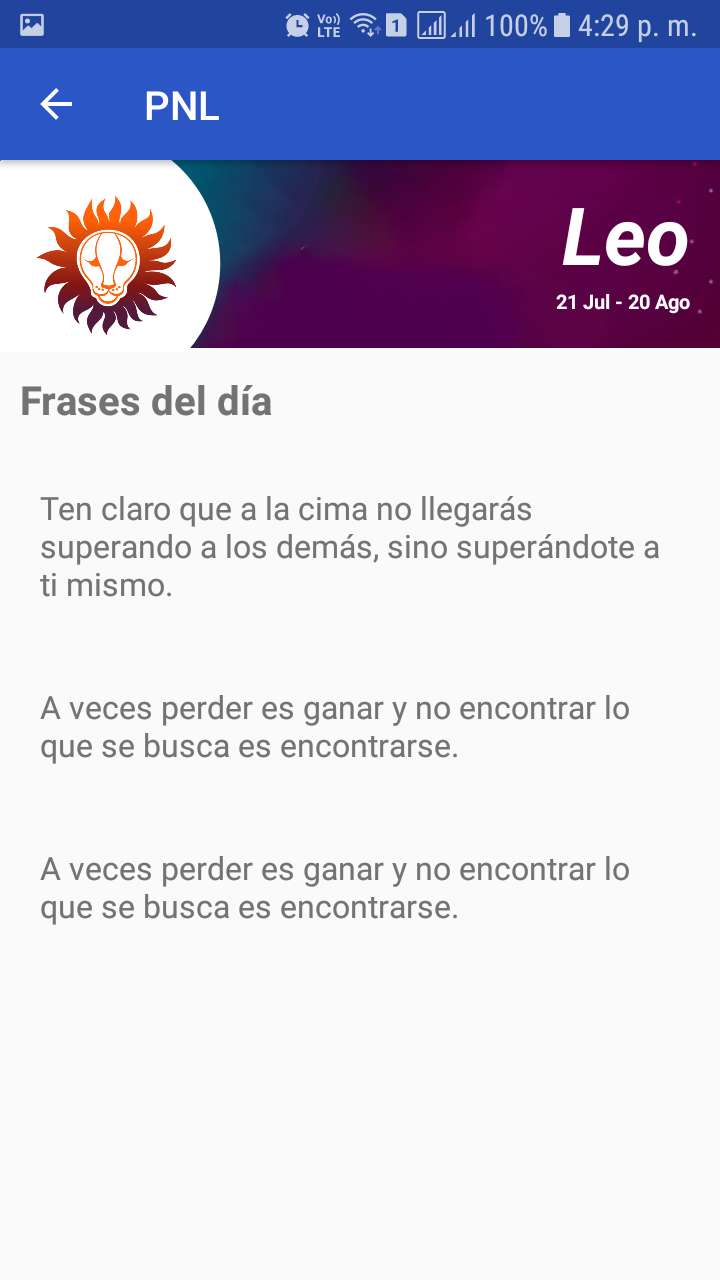 Vo)) LTE 1 100% 4:29 p. m.
PNL
Leo
21 Jul - 20 Ago
Frases del día
Ten claro que a la cima no llegarás
superando a los demás, sino superándote a
ti mismo.
A veces perder es ganar y no encontrar lo
que se busca es encontrarse.
A veces perder es ganar y no encontrar lo
que se busca es encontrarse.